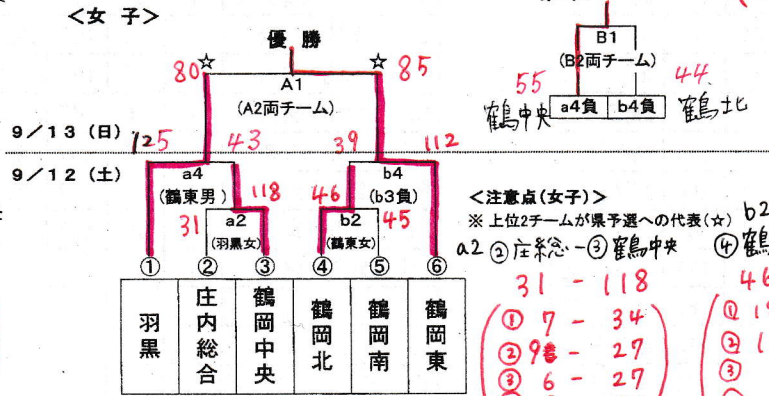 ＜女 子＞
優 勝
80 ☆ ☆ 85
A1
(A2両チーム)
B1
(B2両チーム)
55 44
鶴中央 a4負 b4負 鶴北
9／13（日） 125 43 39 112
9／12（土） a4 b4
(鶴東男) (b3負)
118 46
31 a2 b2 45
(羽黒女) (鶴東女)
① ② ③ ④ ⑤ ⑥
羽黒 庄内総合 鶴岡中央 鶴岡北 鶴岡南 鶴岡東
＜注意点(女子)＞
※ 上位2チームが県予選への代表(☆)
b2
a2 ②庄総－③鶴中央 ④鶴
31 － 118 46
① 7 － 34 ① 1
② 9 － 27 ② 1
③ 6 － 27 ③